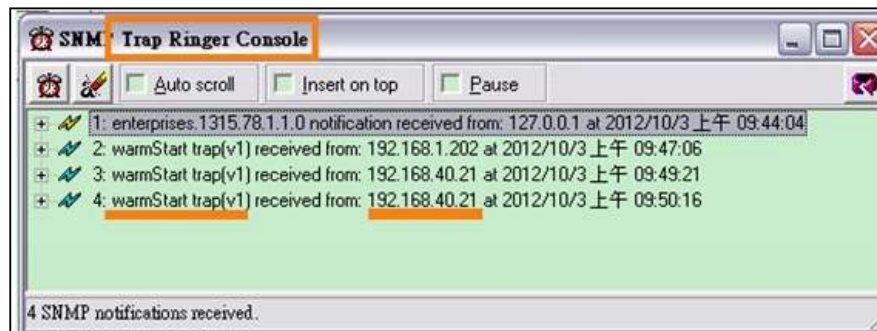 SNMP Trap Ringer Console
Auto scroll Insert on top Pause
1: enterprises.1315.78.1.1.0 notification received from: 127.0.0.1 at 2012/10/3 上午 09:44:04
2: warmStart trap(v1) received from: 192.168.1.202 at 2012/10/3 上午 09:47:06
3: warmStart trap(v1) received from: 192.168.40.21 at 2012/10/3 上午 09:49:21
4: warmStart trap(v1) received from: 192.168.40.21 at 2012/10/3 上午 09:50:16
4 SNMP notifications received.